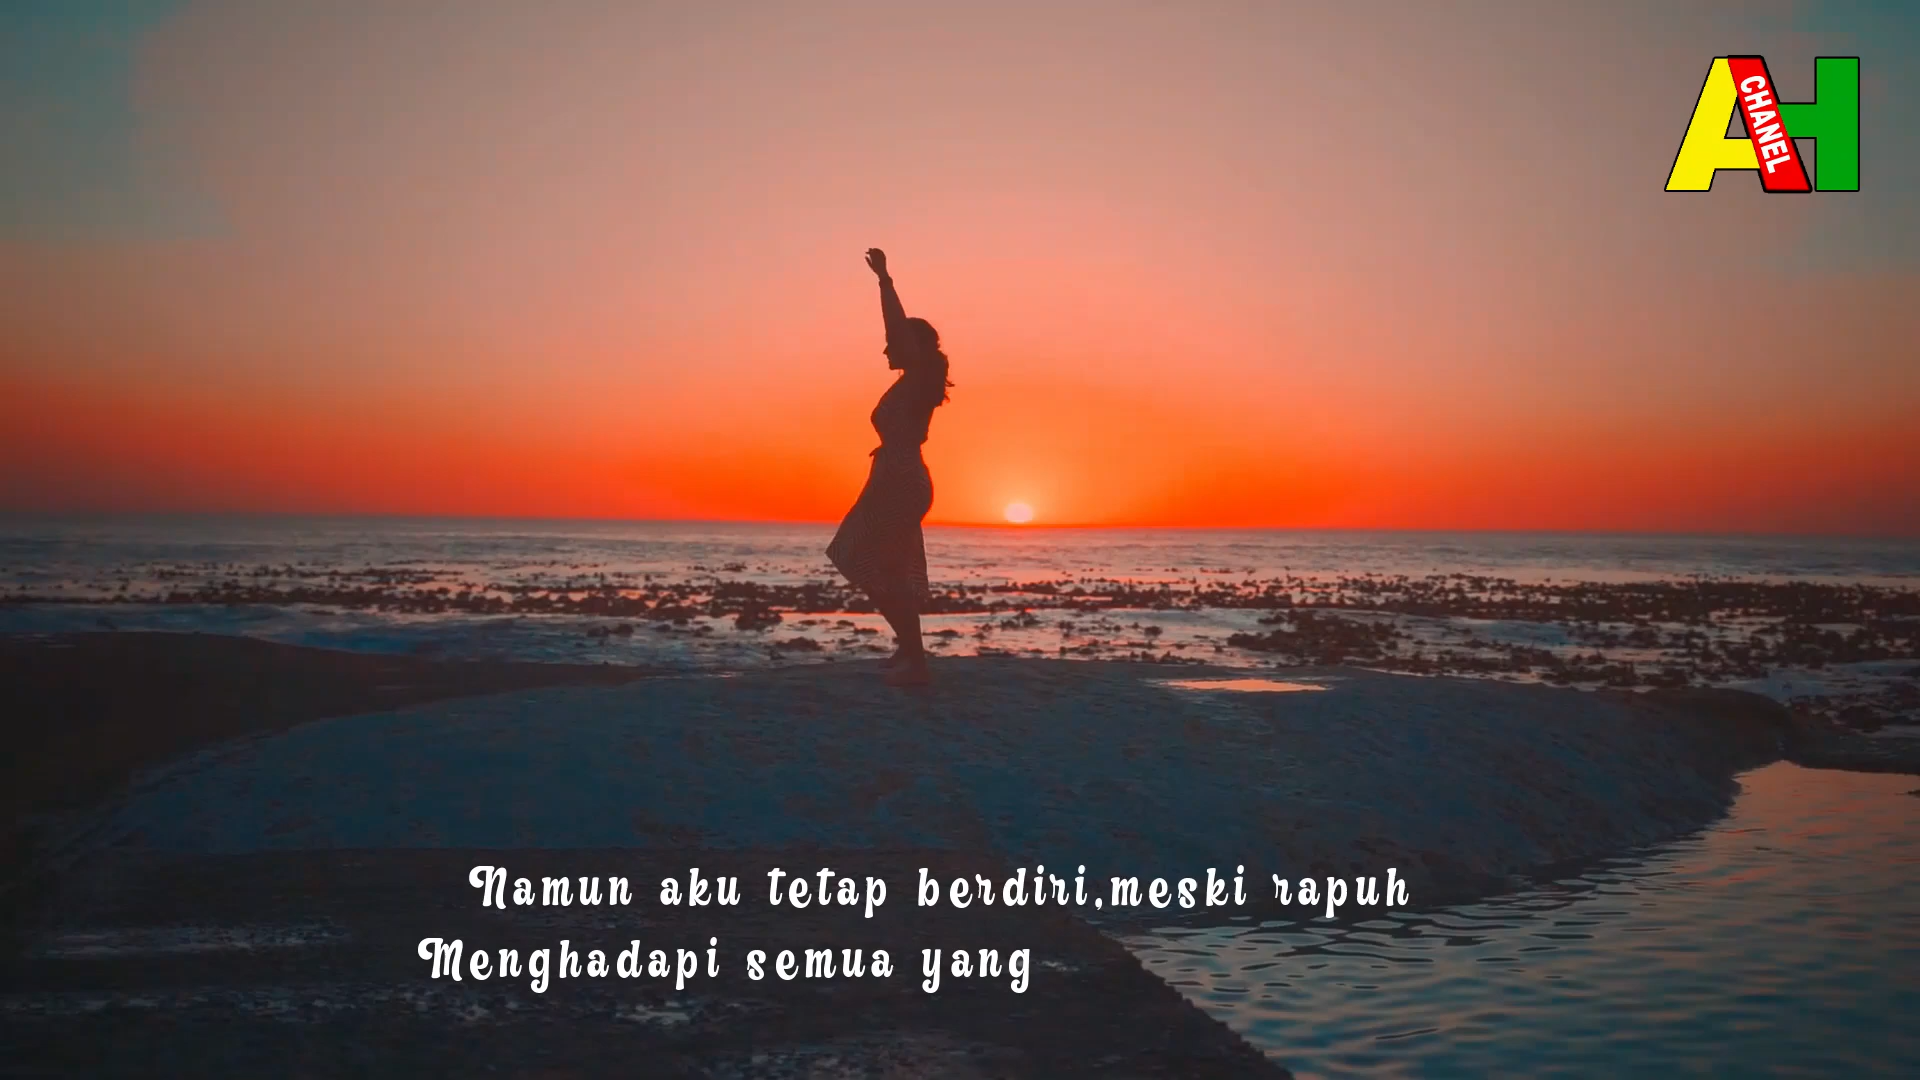 AH
CHANEL
Namun aku tetap berdiri,meski rapuh
Menghadapi semua yang